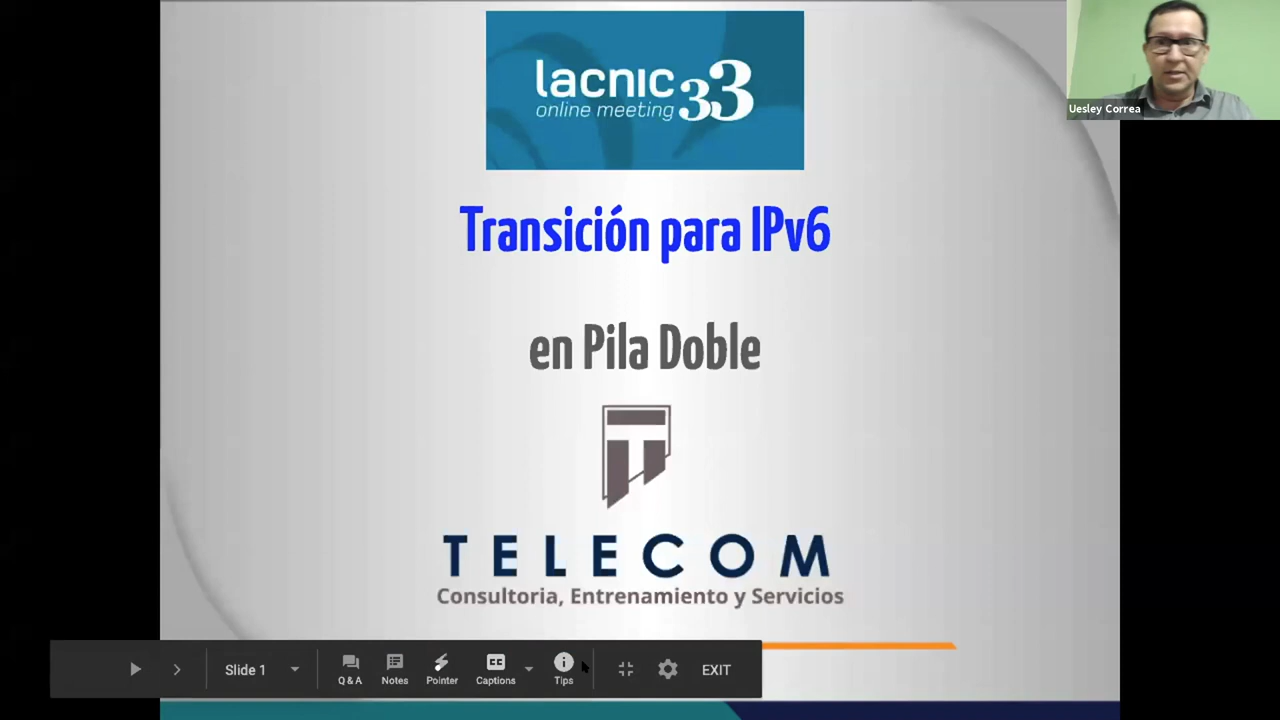 lacnic 33
online meeting
Uesley Correa
Transición para IPv6
en Pila Doble
TELECOM
Consultoria, Entrenamiento y Servicios
Slide 1
Q & A
Notes
Pointer
CC
Captions
Tips
EXIT